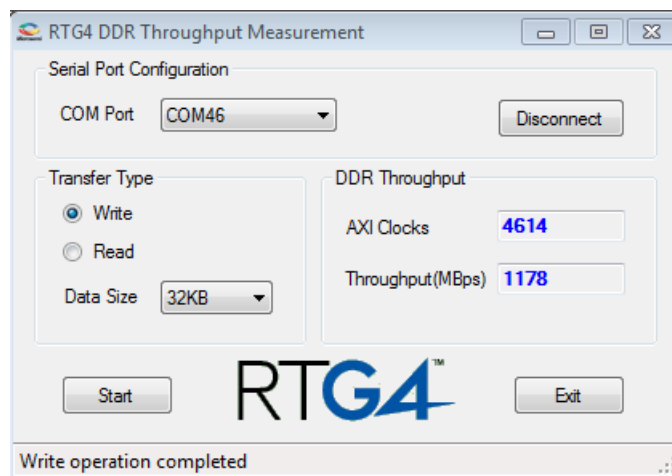 RTG4 DDR Throughput Measurement
Serial Port Configuration
COM Port COM46 Disconnect
Transfer Type
Write
Read
Data Size 32KB
DDR Throughput
AXI Clocks 4614
Throughput(MBps) 1178
Start RTG4™ Exit
Write operation completed